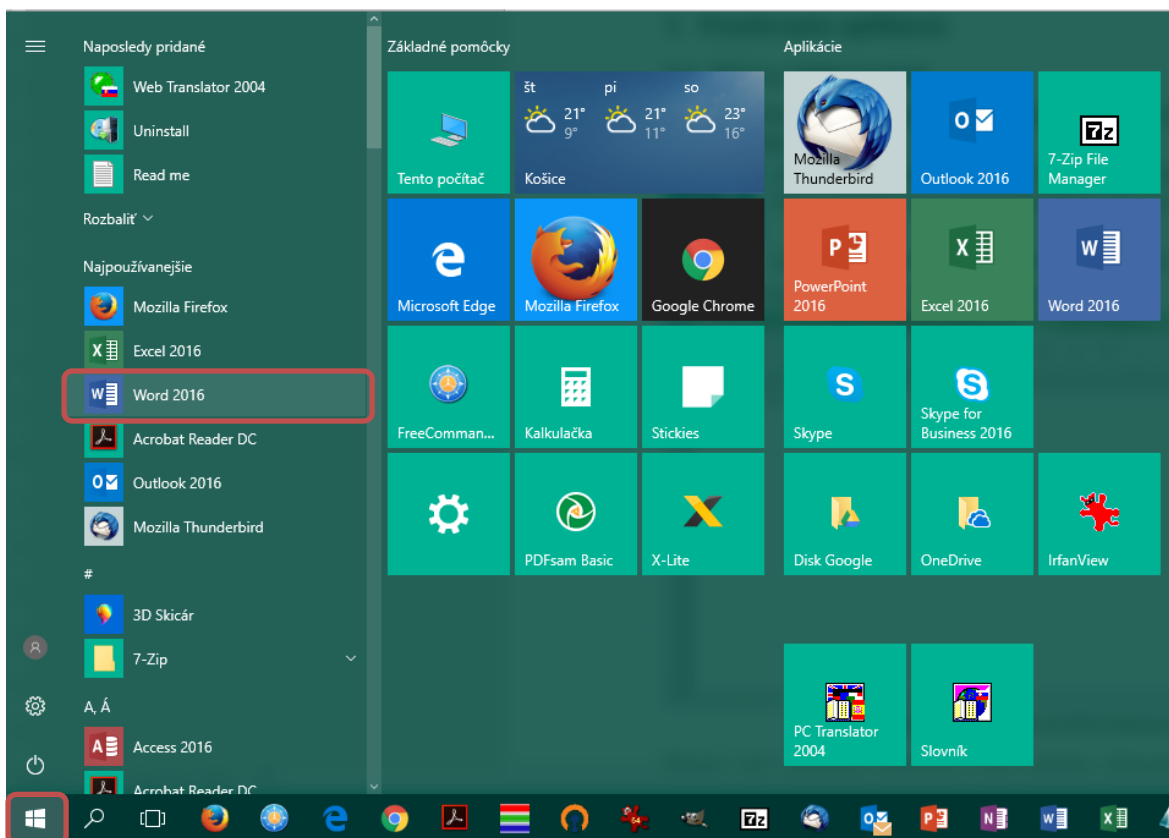 Naposledy pridané
Web Translator 2004
Uninstall
Read me
Rozbaliť
Najpoužívanejšie
Mozilla Firefox
X Excel 2016
W Word 2016
Acrobat Reader DC
O Outlook 2016
Mozilla Thunderbird
#
3D Skicár
7-Zip
A, Á
A Access 2016
Acrobat Reader DC
Základné pomôcky
Tento počítač
št pi so
21° 21° 23°
9° 11° 16°
Košice
Microsoft Edge
Mozilla Firefox
Google Chrome
FreeComman...
Kalkulačka
Stickies
PDFsam Basic
X-Lite
Aplikácie
Mozilla
Thunderbird
O
Outlook 2016
7z
7-Zip File
Manager
P
PowerPoint
2016
X
Excel 2016
W
Word 2016
S
Skype
S
Skype for
Business 2016
Disk Google
OneDrive
IrfanView
PC Translator
2004
Slovník
64 7z O P N W X